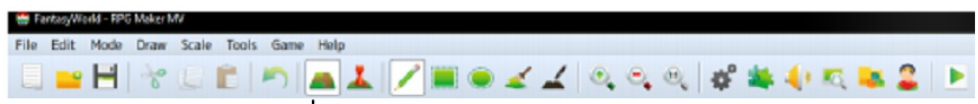 FantasyWorld - RPG Maker MV
File Edit Mode Draw Scale Tools Game Help